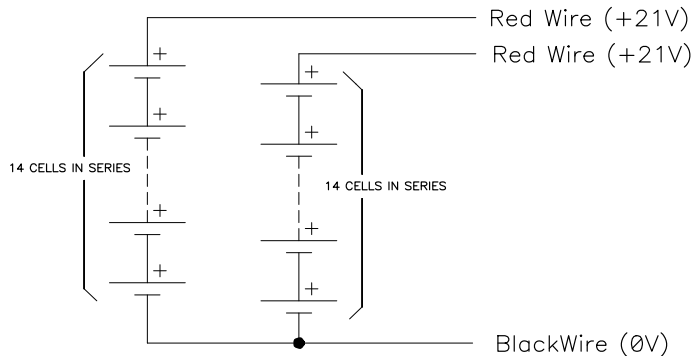 Red Wire (+21V)
Red Wire (+21V)
14 CELLS IN SERIES
14 CELLS IN SERIES
BlackWire (0V)
+
+
+
+
+
+
+
+